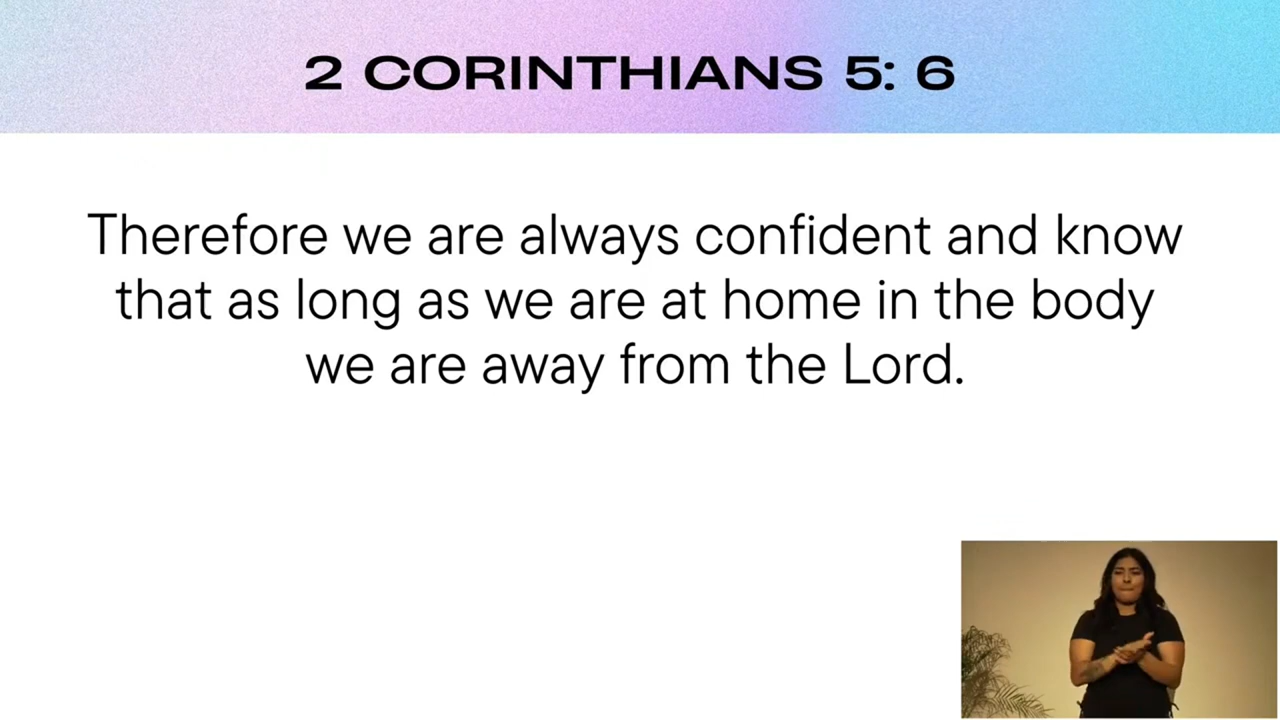 2 CORINTHIANS 5: 6
Therefore we are always confident and know
that as long as we are at home in the body
we are away from the Lord.